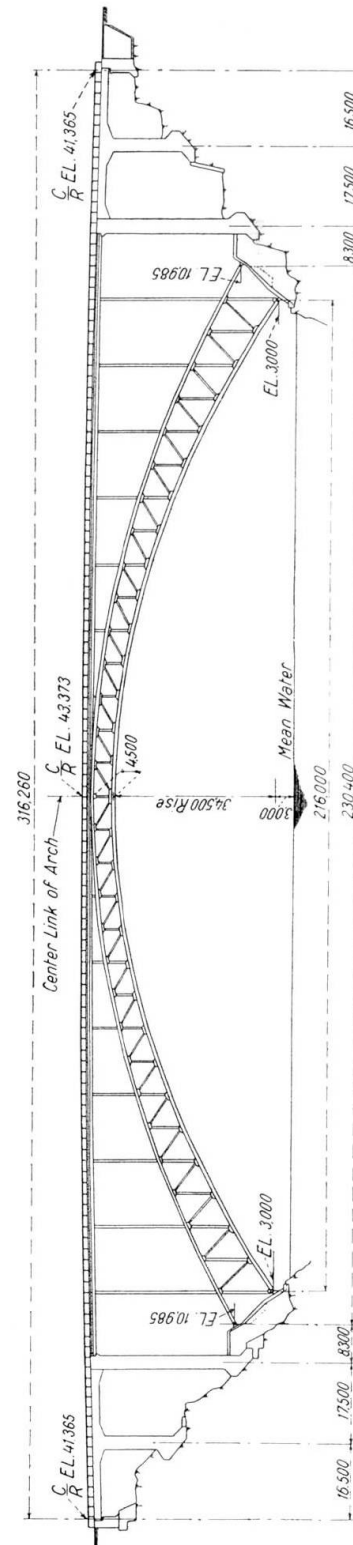 316,260
Center Link of Arch
C/R EL. 43,373
C/R EL. 41,365
C/R EL. 41,365
4,500
34,500 Rise
3,000
Mean Water
EL. 10,985
EL. 10,985
EL. 3,000
EL. 3,000
216,000
16,500
17,500
8,300
230,400
8,300
17,500
16,500